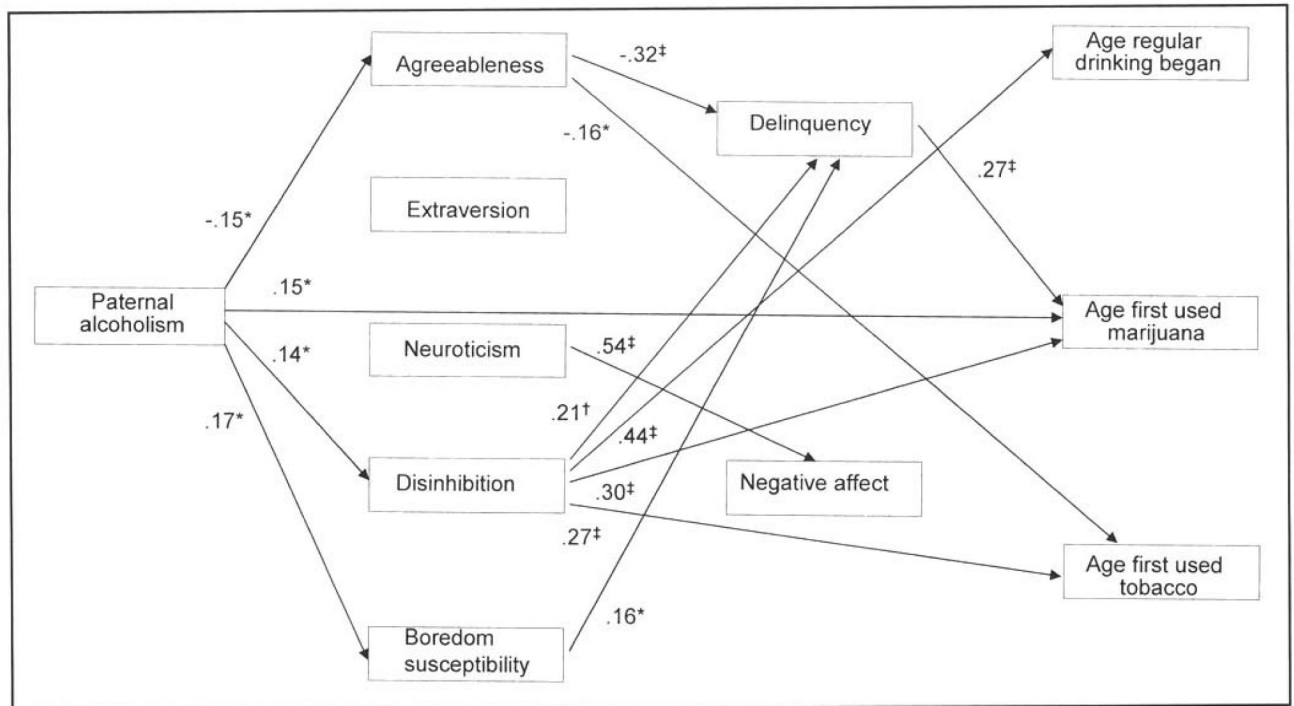 Age regular
drinking began
Agreeableness
-.32‡
Delinquency
-.16*
.27‡
Extraversion
-.15*
Paternal
alcoholism
.15*
Age first used
marijuana
Neuroticism
.54‡
.14*
.17*
.21†
.44‡
Disinhibition
Negative affect
.30‡
.27‡
Age first used
tobacco
.16*
Boredom
susceptibility